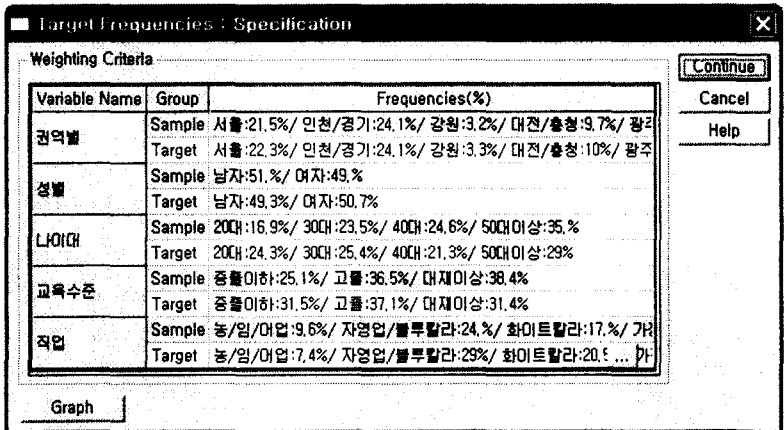 Target Frequencies : Specification
Weighting Criteria
Continue
Cancel
Help
Variable Name Group Frequencies(%)
권역별
Sample 서울:21,5%/ 인천/경기:24,1%/ 강원:3,2%/ 대전/충청:9,7%/ 광주
Target 서울:22,3%/ 인천/경기:24,1%/ 강원:3,3%/ 대전/충청:10%/ 광주
성별
Sample 남자:51,%/ 여자:49,%
Target 남자:49,3%/ 여자:50,7%
나이대
Sample 20대:16,9%/ 30대:23,5%/ 40대:24,6%/ 50대이상:35,%
Target 20대:24,3%/ 30대:25,4%/ 40대:21,3%/ 50대이상:29%
교육수준
Sample 중졸이하:25,1%/ 고졸:36,5%/ 대재이상:38,4%
Target 중졸이하:31,5%/ 고졸:37,1%/ 대재이상:31,4%
직업
Sample 농/임/어업:9,6%/ 자영업/블루칼라:24,%/ 화이트칼라:17,%/
Target 농/임/어업:7,4%/ 자영업/블루칼라:29%/ 화이트칼라:20, ...
Graph